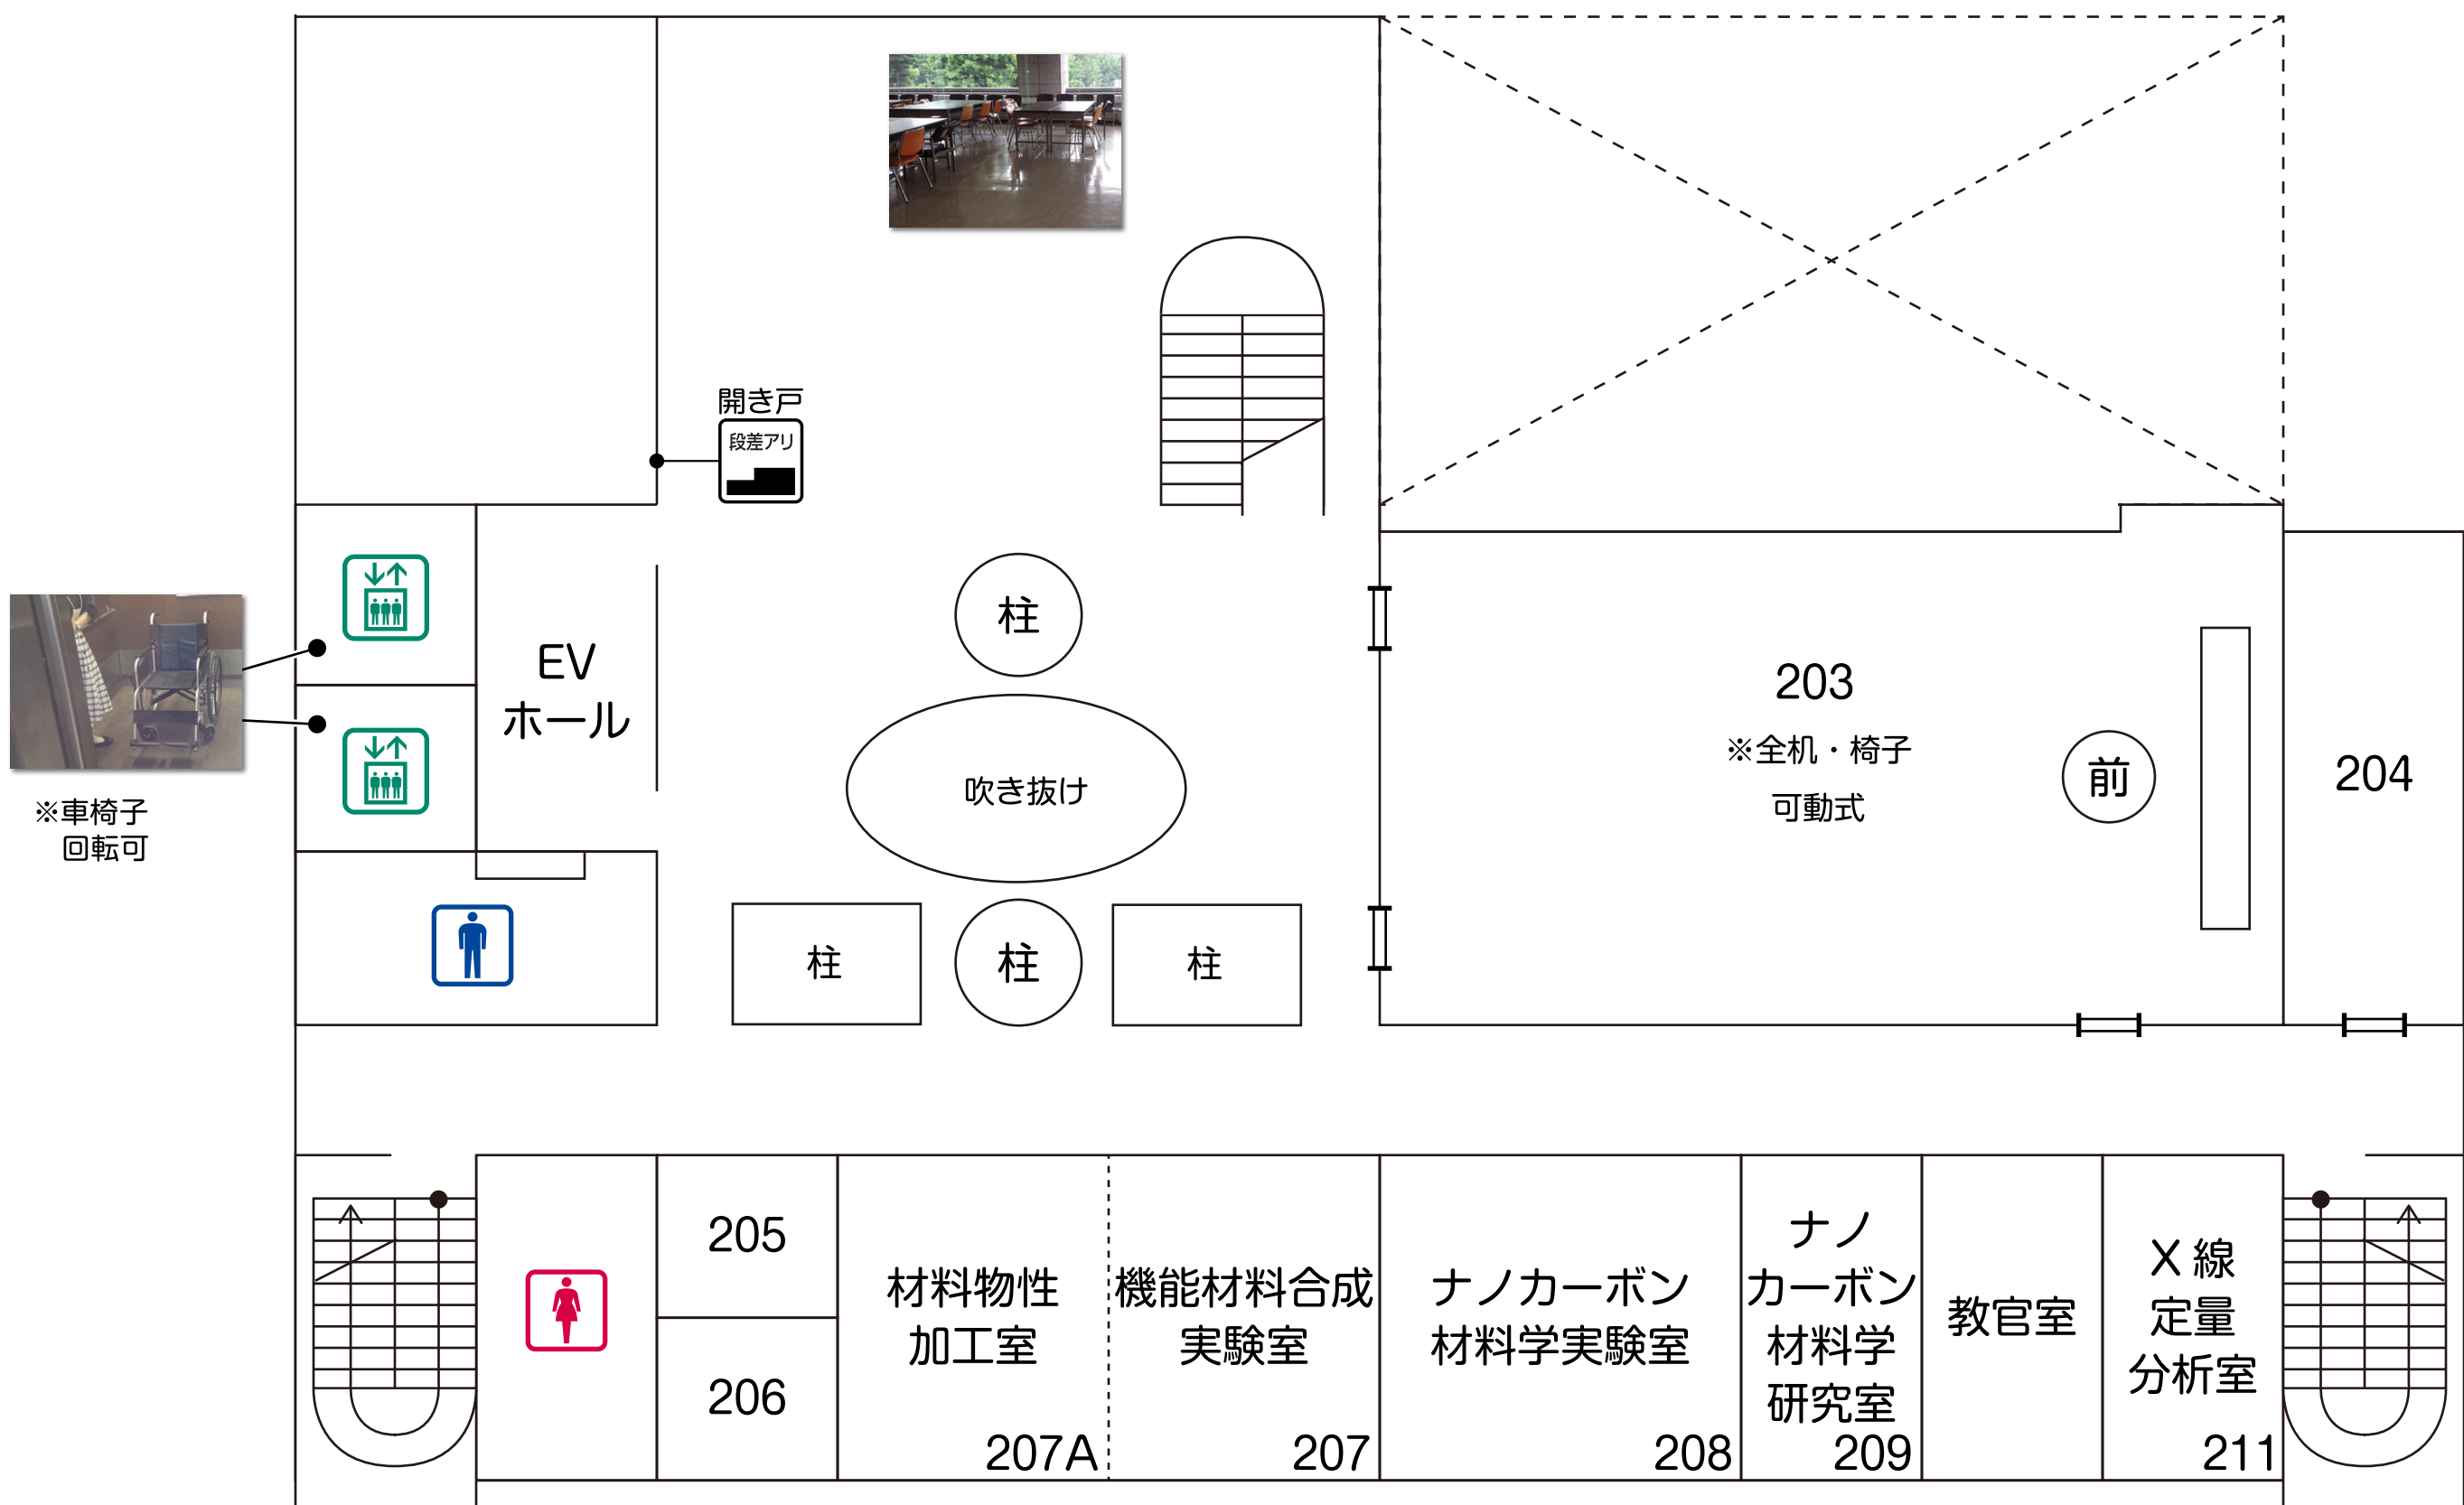 開き戸
段差アリ
柱
EV
ホール
203
※全机・椅子
可動式
前
204
吹き抜け
※車椅子
回転可
柱
柱
柱
205
206
材料物性
加工室
207A
機能材料合成
実験室
207
ナノカーボン
材料学実験室
208
ナノ
カーボン
材料学
研究室
209
教官室
X 線
定量
分析室
211